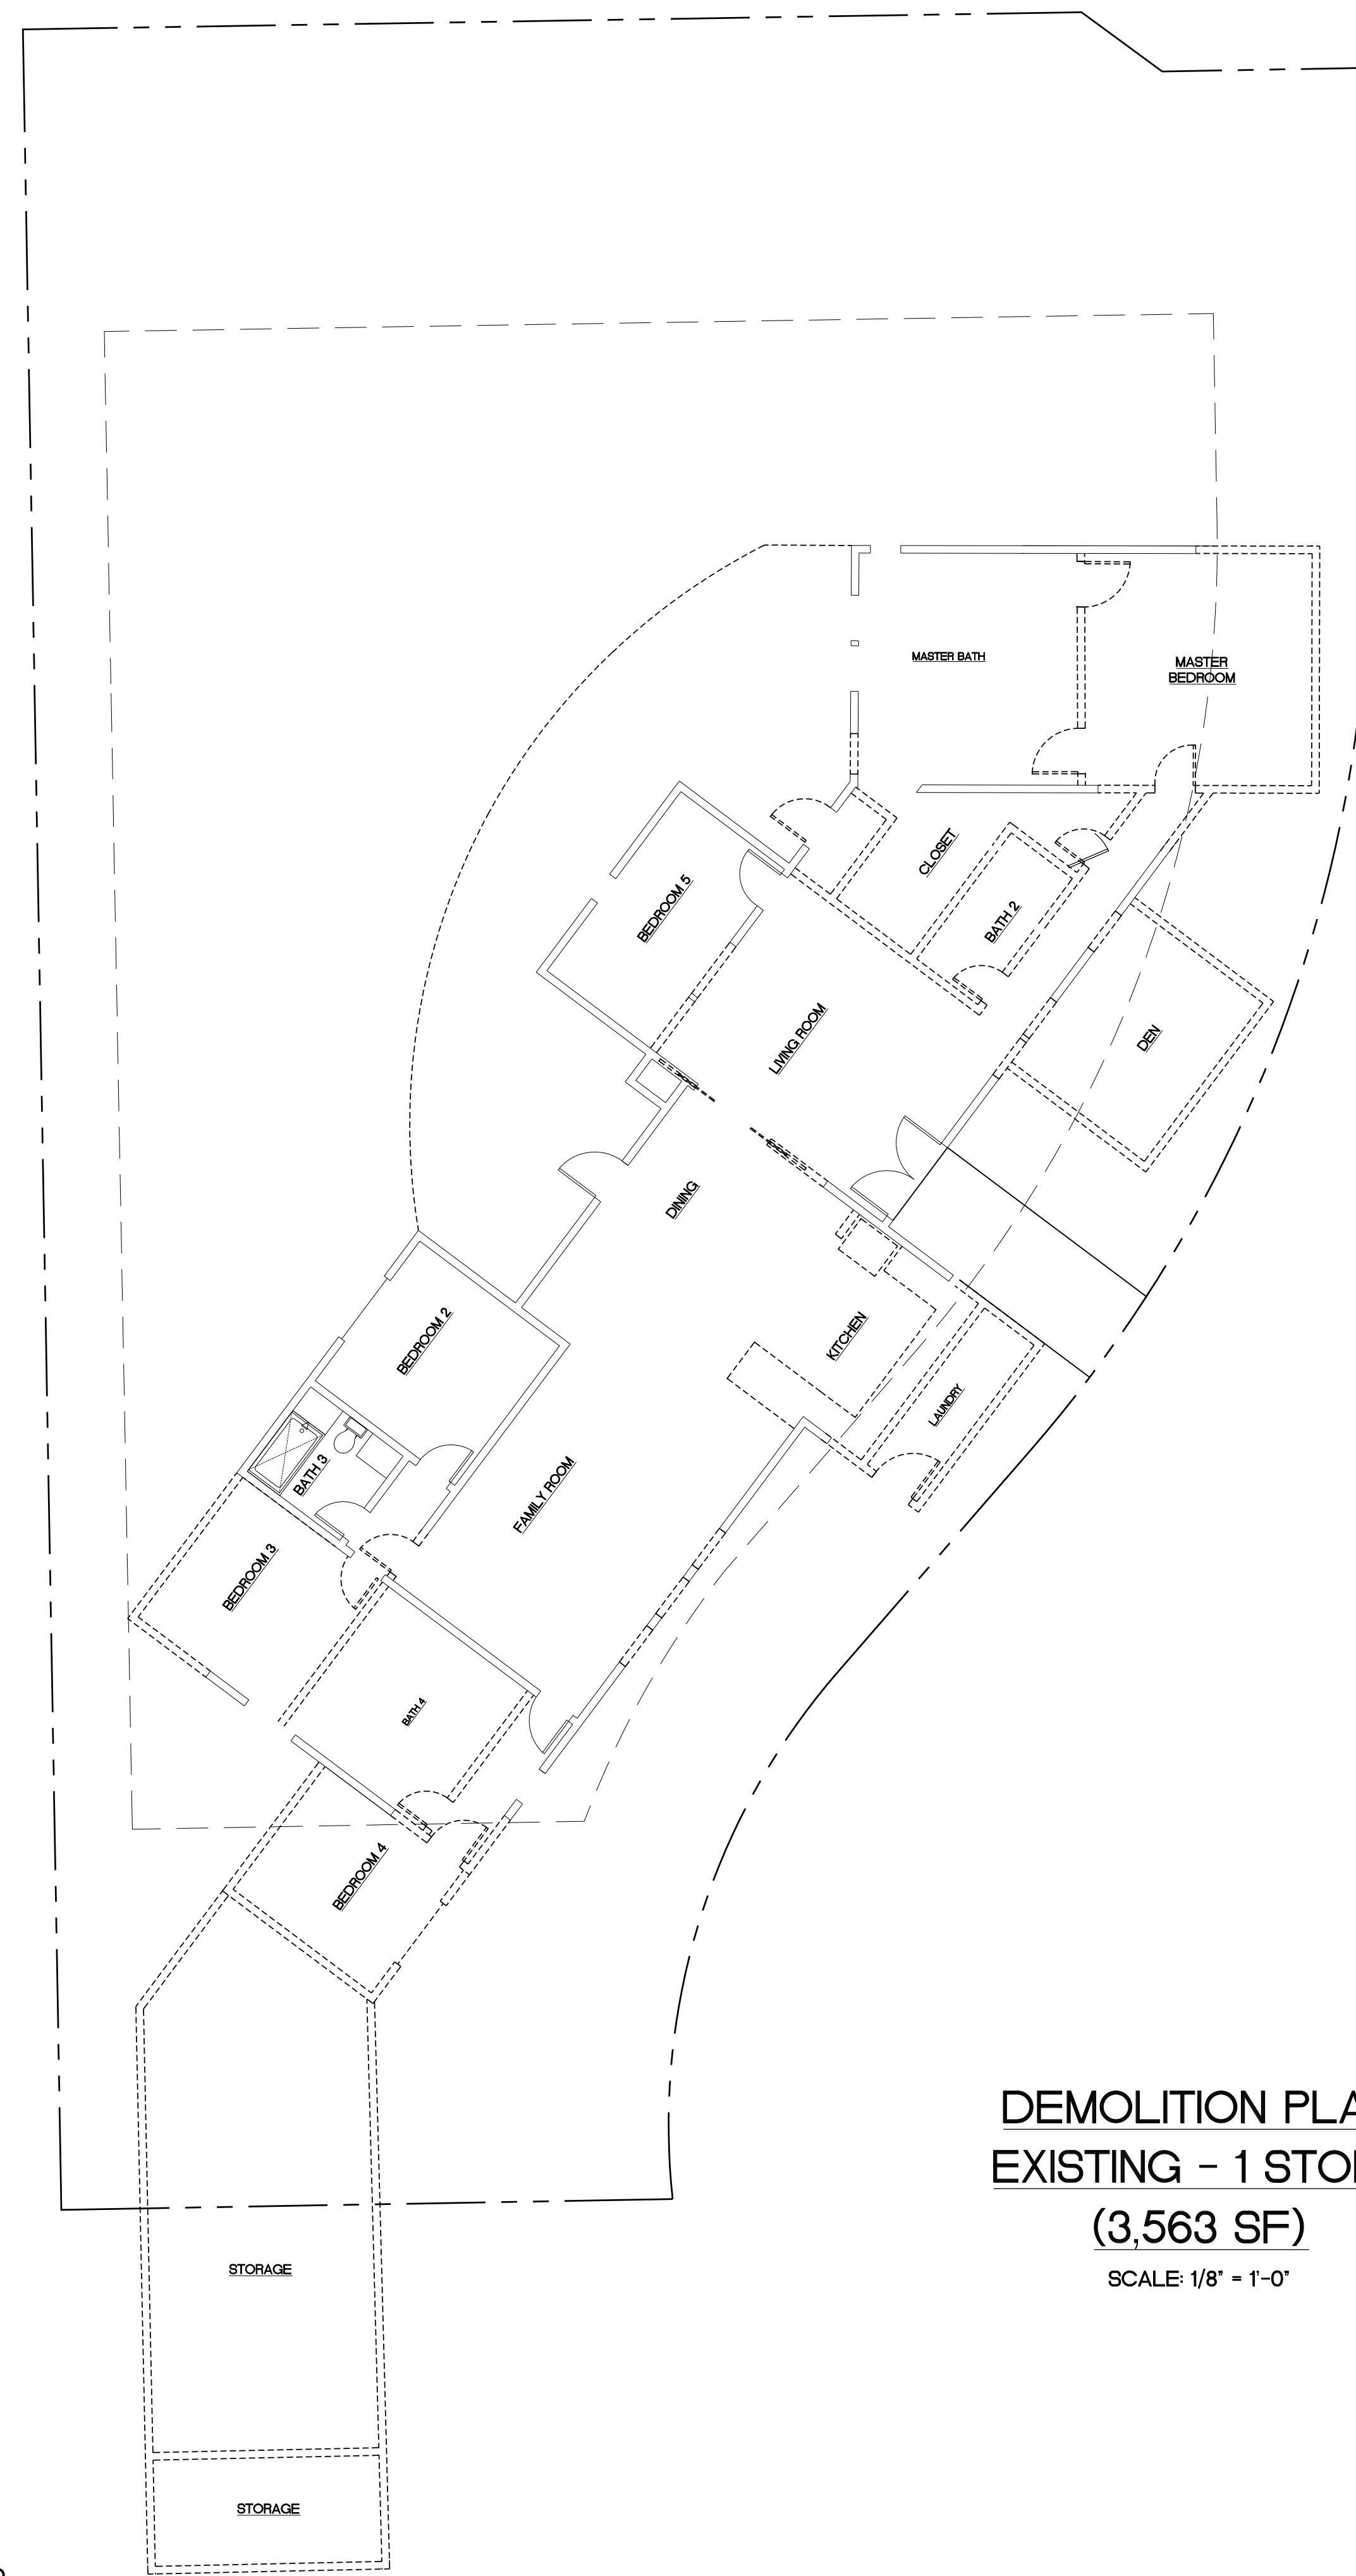 MASTER BATH
MASTER
BEDROOM
CLOSET
BEDROOM 5
BATH 2
LIVING ROOM
DEN
DINING
BEDROOM 2
KITCHEN
LAUNDRY
BATH 3
FAMILY ROOM
BEDROOM 3
BATH 4
BEDROOM 4
DEMOLITION PLA
EXISTING - 1 STO
(3,563 SF)
SCALE: 1/8" = 1'-0"
STORAGE
STORAGE